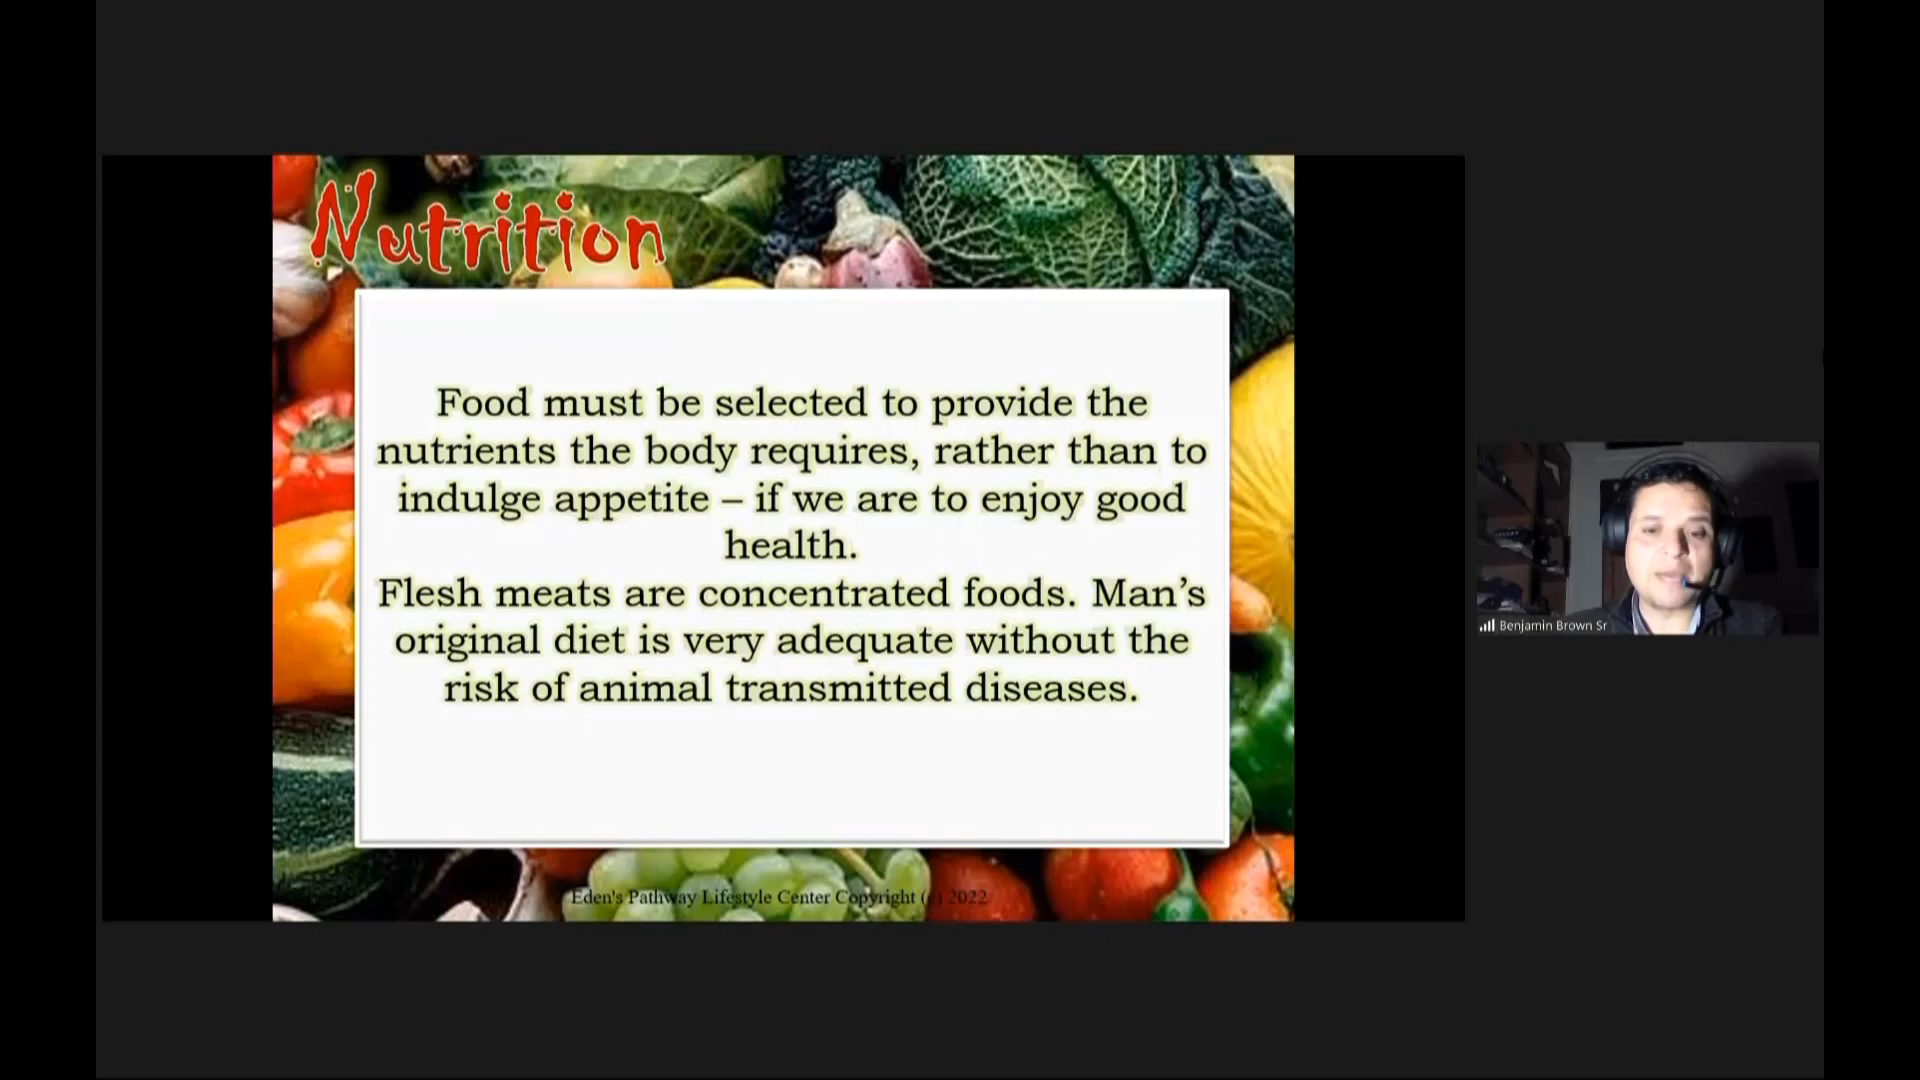 Nutrition
Food must be selected to provide the
nutrients the body requires, rather than to
indulge appetite – if we are to enjoy good
health.
Flesh meats are concentrated foods. Man’s
original diet is very adequate without the
risk of animal transmitted diseases.
Eden's Pathway Lifestyle Center Copyright (c) 2022
Benjamin Brown Sr